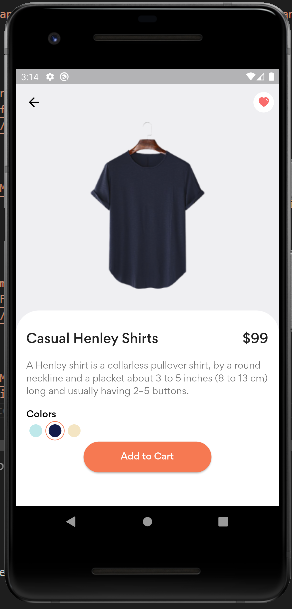 3:14
Casual Henley Shirts
$99
A Henley shirt is a collarless pullover shirt, by a round
neckline and a placket about 3 to 5 inches (8 to 13 cm)
long and usually having 2–5 buttons.
Colors
Add to Cart